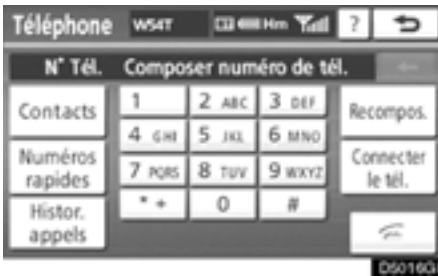 Téléphone W54T Hm ?
N° Tél. Composer numéro de tél.
Contacts 1 2 ABC 3 DEF Recompos.
4 GHI 5 JKL 6 MNO
Numéros rapides 7 PQRS 8 TUV 9 WXYZ Connecter le tél.
Histor. appels * + 0 #
DS016G